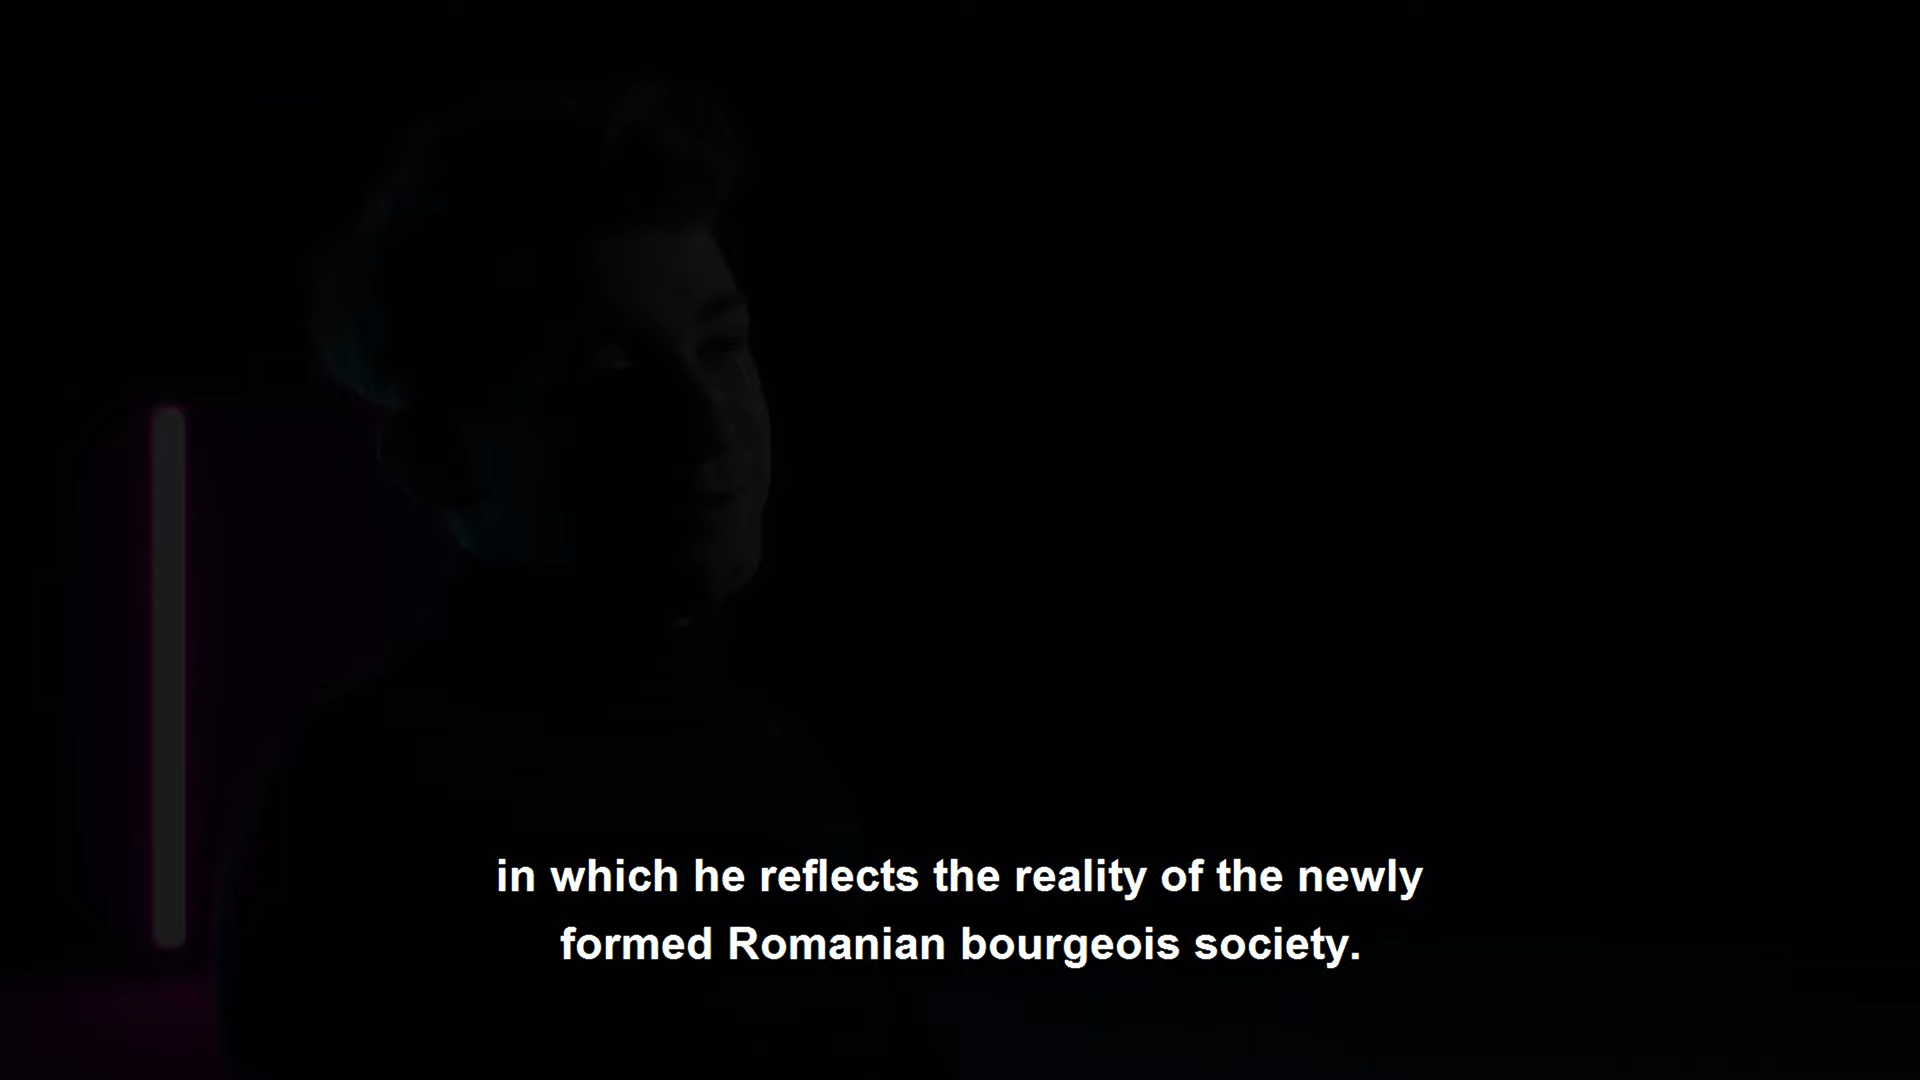 in which he reflects the reality of the newly
formed Romanian bourgeois society.